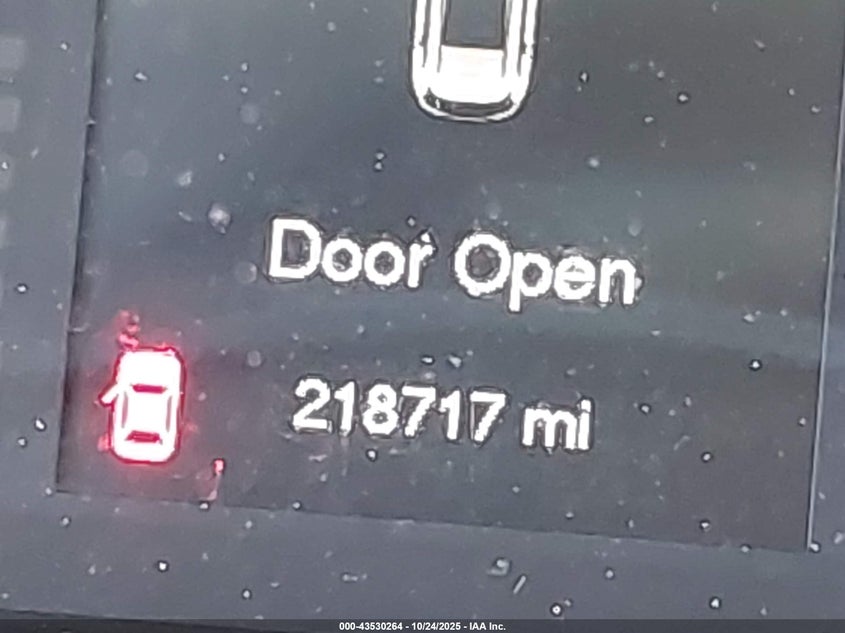 Door Open
218717 mi
000-43530264 - 10/24/2025 - IAA Inc.